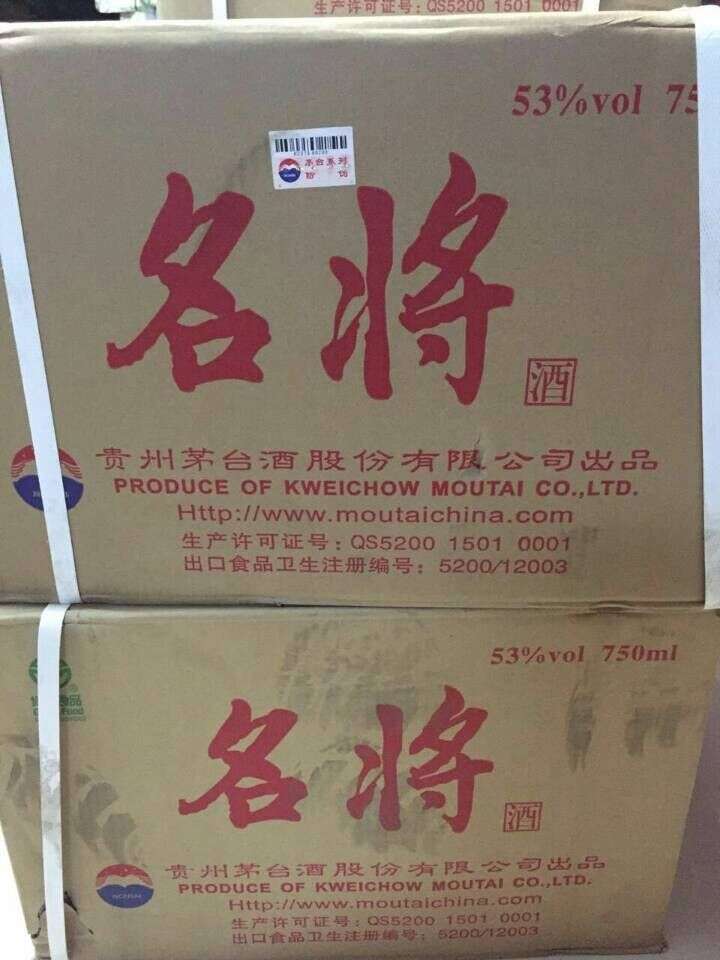 生产许可证号: QS5200 1501 0001
53%vol 75
茅台系列
防伪
名将
酒
贵州茅台酒股份有限公司出品
PRODUCE OF KWEICHOW MOUTAI CO.,LTD.
Http://www.moutaichina.com
生产许可证号: QS5200 1501 0001
出口食品卫生注册编号: 5200/12003
53%vol 750ml
名将
酒
贵州茅台酒股份有限公司出品
PRODUCE OF KWEICHOW MOUTAI CO.,LTD.
Http://www.moutaichina.com
生产许可证号: QS5200 1501 0001
出口食品卫生注册编号: 5200/12003